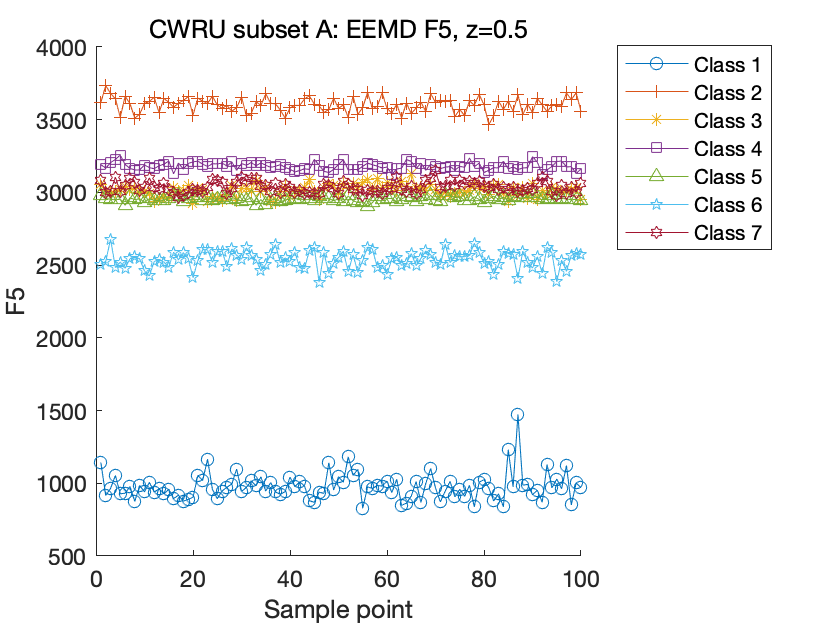 CWRU subset A: EEMD F5, z=0.5
4000
3500
3000
2500
2000
1500
1000
500
F5
0 20 40 60 80 100
Sample point
Class 1
Class 2
Class 3
Class 4
Class 5
Class 6
Class 7